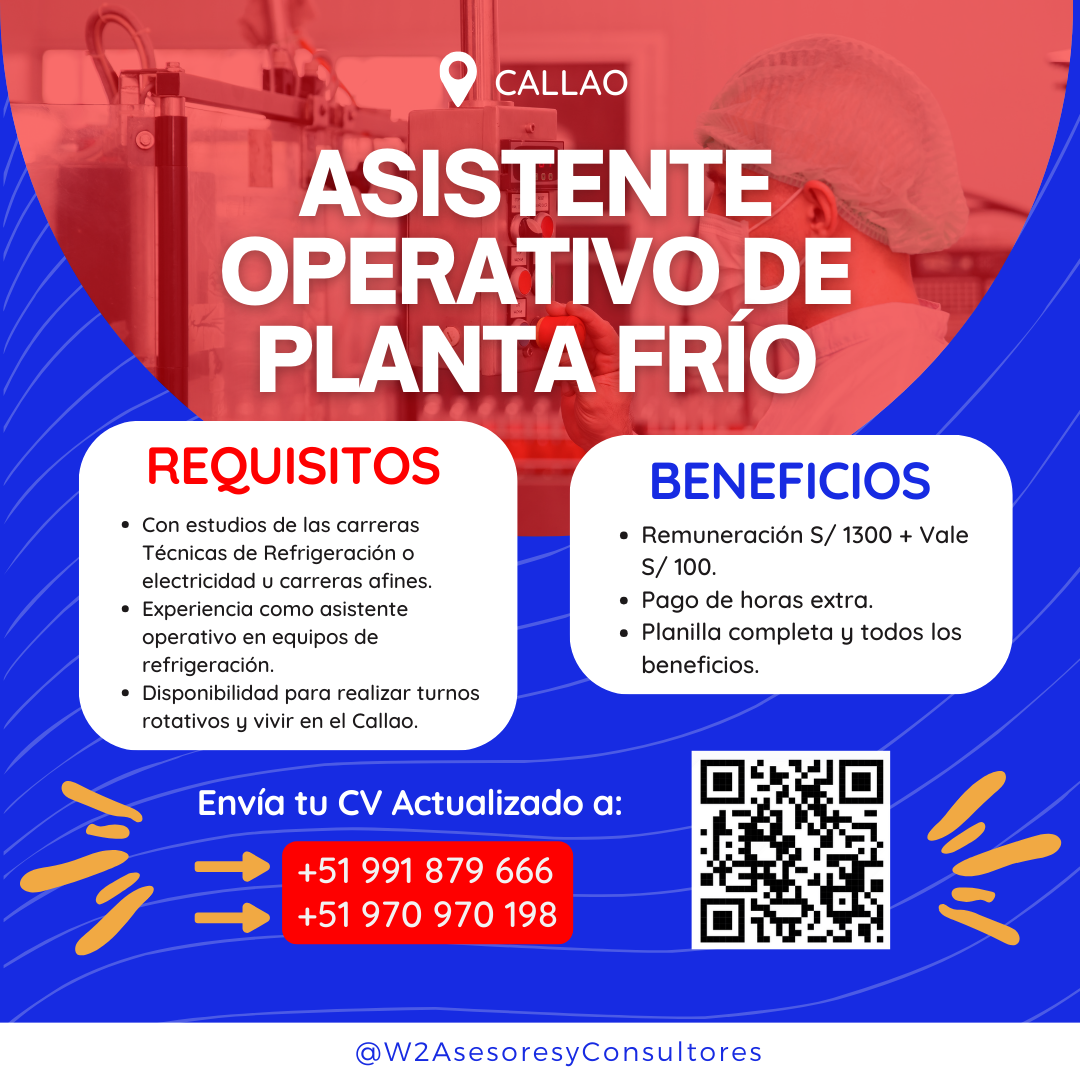 CALLAO
ASISTENTE
OPERATIVO DE
PLANTA FRÍO
REQUISITOS
• Con estudios de las carreras
Técnicas de Refrigeración o
electricidad u carreras afines.
• Experiencia como asistente
operativo en equipos de
refrigeración.
• Disponibilidad para realizar turnos
rotativos y vivir en el Callao.
BENEFICIOS
• Remuneración S/ 1300 + Vale
S/ 100.
• Pago de horas extra.
• Planilla completa y todos los
beneficios.
Envía tu CV Actualizado a:
+51 991 879 666
+51 970 970 198
@W2AsesoresyConsultores